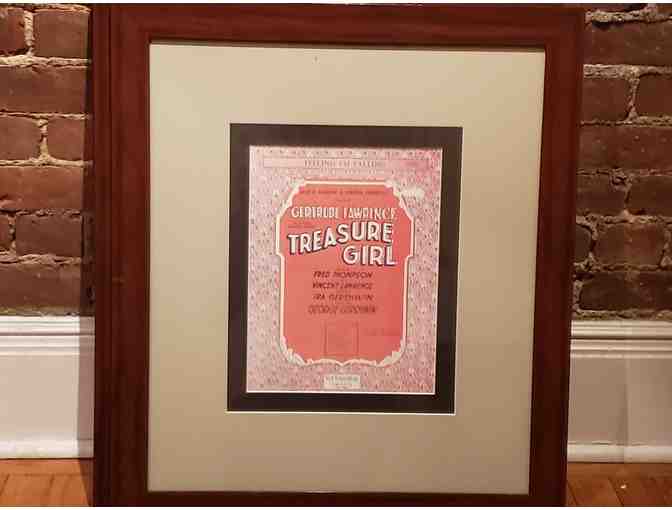 FEELING I'M FALLING
GERTRUDE LAWRENCE
TREASURE
GIRL
FRED THOMPSON
VINCENT LAWRENCE
IRA GERSHWIN
GEORGE GERSHWIN